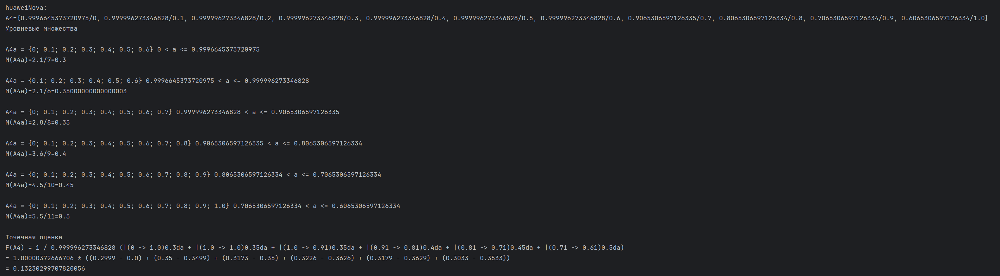 huaweiNova:
A4={0.9996645373720975/0, 0.999996273346828/0.1, 0.999996273346828/0.2, 0.999996273346828/0.3, 0.999996273346828/0.4, 0.999996273346828/0.5, 0.999996273346828/0.6, 0.9065306597126335/0.7, 0.8065306597126334/0.8, 0.7065306597126334/0.9, 0.6065306597126334/1.0}
Уровневые множества
A4a = {0; 0.1; 0.2; 0.3; 0.4; 0.5; 0.6} 0 < a <= 0.9996645373720975
M(A4a)=2.1/7=0.3
A4a = {0.1; 0.2; 0.3; 0.4; 0.5; 0.6} 0.9996645373720975 < a <= 0.999996273346828
M(A4a)=2.1/6=0.35000000000000003
A4a = {0; 0.1; 0.2; 0.3; 0.4; 0.5; 0.6; 0.7} 0.999996273346828 < a <= 0.9065306597126335
M(A4a)=2.8/8=0.35
A4a = {0; 0.1; 0.2; 0.3; 0.4; 0.5; 0.6; 0.7; 0.8} 0.9065306597126335 < a <= 0.8065306597126334
M(A4a)=3.6/9=0.4
A4a = {0; 0.1; 0.2; 0.3; 0.4; 0.5; 0.6; 0.7; 0.8; 0.9} 0.8065306597126334 < a <= 0.7065306597126334
M(A4a)=4.5/10=0.45
A4a = {0; 0.1; 0.2; 0.3; 0.4; 0.5; 0.6; 0.7; 0.8; 0.9; 1.0} 0.7065306597126334 < a <= 0.6065306597126334
M(A4a)=5.5/11=0.5
Точечная оценка
F(A4) = 1 / 0.999996273346828 (|(0 -> 1.0)0.3da + |(1.0 -> 1.0)0.35da + |(1.0 -> 0.91)0.35da + |(0.91 -> 0.81)0.4da + |(0.81 -> 0.71)0.45da + |(0.71 -> 0.61)0.5da)
= 1.00000372666706 * ((0.2999 - 0.0) + (0.35 - 0.3499) + (0.3173 - 0.35) + (0.3226 - 0.3626) + (0.3179 - 0.3629) + (0.3033 - 0.3533))
= 0.13230299707820056